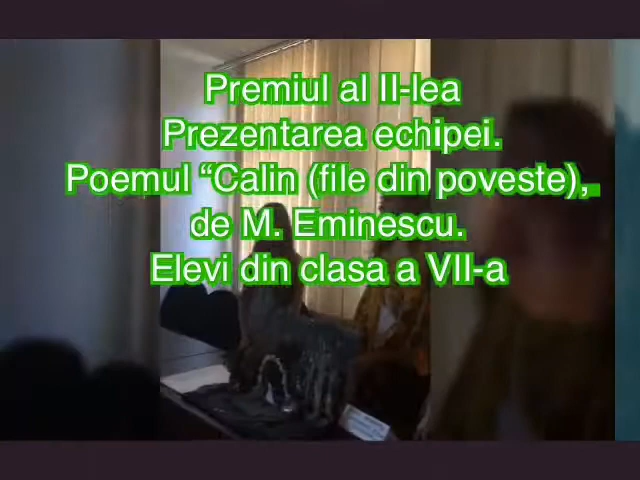 Premiul al II-lea
Prezentarea echipei.
Poemul “Calin (file din poveste),
de M. Eminescu.
Elevi din clasa a VII-a